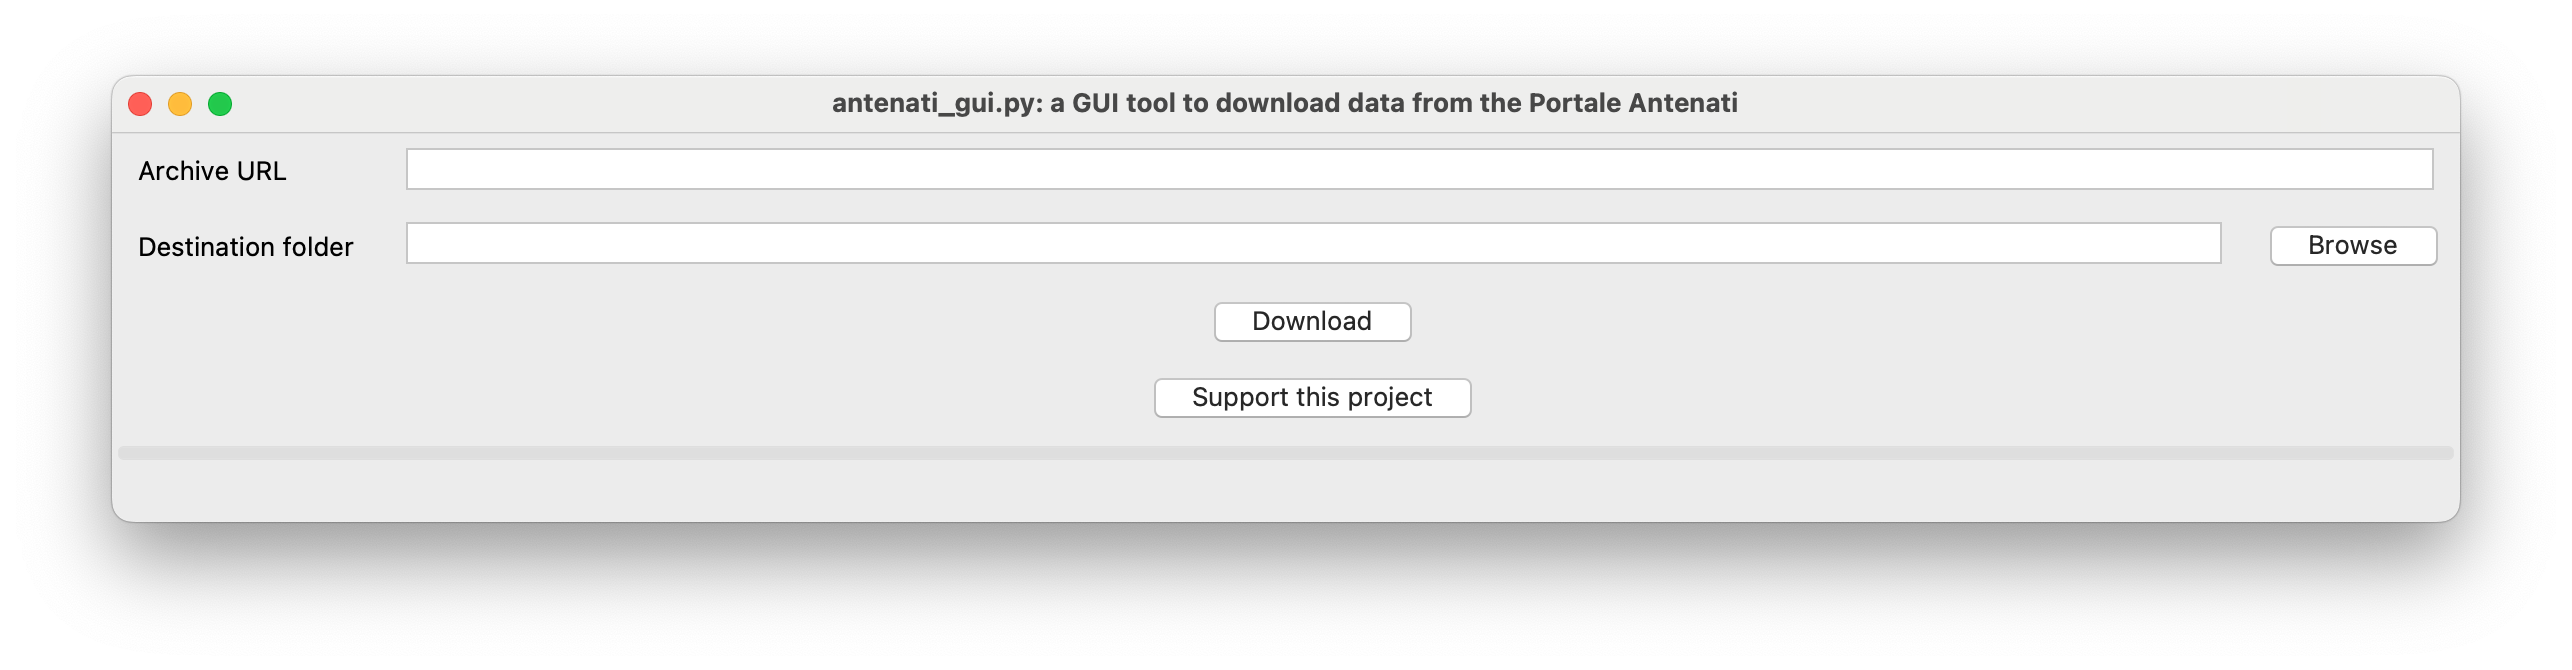 antenati_gui.py: a GUI tool to download data from the Portale Antenati
Archive URL
Destination folder
Browse
Download
Support this project